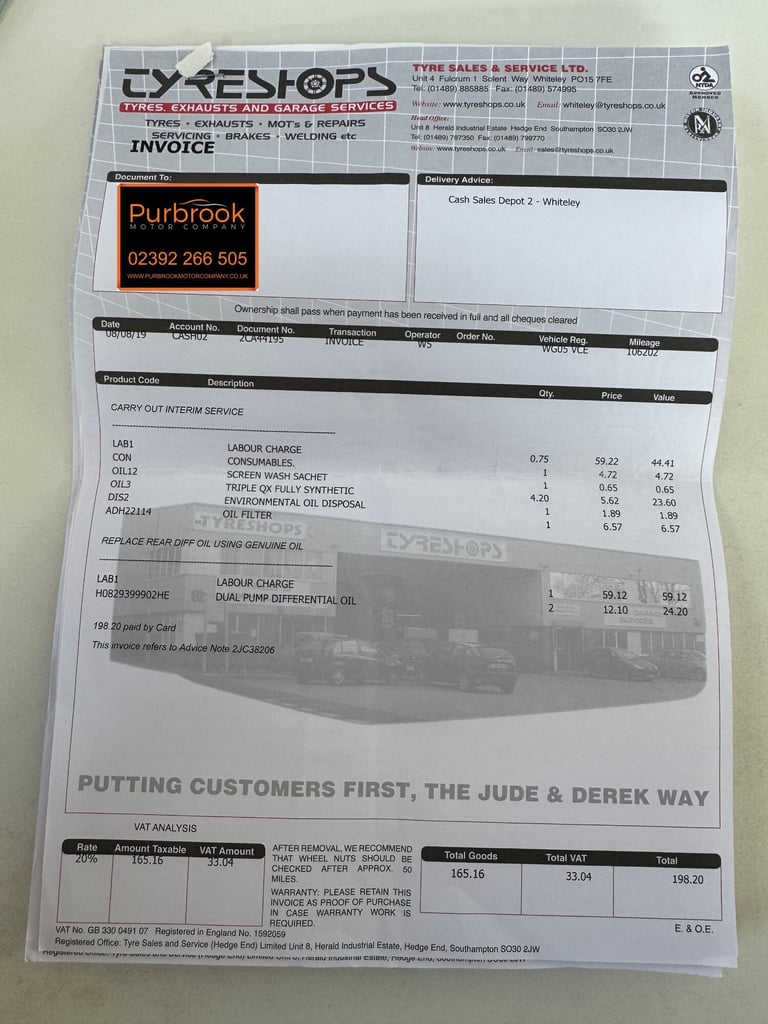 TYRESHOPS
TYRES, EXHAUSTS AND GARAGE SERVICES
TYRES • EXHAUSTS • MOT's & REPAIRS
SERVICING • BRAKES • WELDING etc
INVOICE
TYRE SALES & SERVICE LTD.
Unit 4 Fulcrum 1 Solent Way Whiteley PO15 7FE
Tel: (01489) 885885 Fax: (01489) 574995
Website: www.tyreshops.co.uk Email: whiteley@tyreshops.co.uk
Head Office:
Unit 8 Herald Industrial Estate Hedge End Southampton SO30 2JW
Tel: (01489) 787350 Fax: (01489) 799770
Website: www.tyreshops.co.uk Email: sales@tyreshops.co.uk
NTDA
APPROVED
MEMBER
Document To:
Purbrook
MOTOR COMPANY
02392 266 505
WWW.PURBROOKMOTORCOMPANY.CO.UK
Delivery Advice:
Cash Sales Depot 2 - Whiteley
Ownership shall pass when payment has been received in full and all cheques cleared
Date Account No. Document No. Transaction Operator Order No. Vehicle Reg. Mileage
08/08/19 CASH02 2CA44195 INVOICE W5 WG05 VCE 106202
Product Code Description Qty. Price Value
CARRY OUT INTERIM SERVICE
LAB1 LABOUR CHARGE 0.75 59.22 44.41
CON CONSUMABLES. 1 4.72 4.72
OIL12 SCREEN WASH SACHET 1 0.65 0.65
OIL3 TRIPLE QX FULLY SYNTHETIC 4.20 5.62 23.60
DIS2 ENVIRONMENTAL OIL DISPOSAL 1 1.89 1.89
ADH22114 OIL FILTER 1 6.57 6.57
TYRESHOPS
TYRESHOPS
REPLACE REAR DIFF OIL USING GENUINE OIL
LAB1 LABOUR CHARGE 1 59.12 59.12
H0829399902HE DUAL PUMP DIFFERENTIAL OIL 2 12.10 24.20
GARAGE
SERVICES
198.20 paid by Card
This invoice refers to Advice Note 2JC38206
PUTTING CUSTOMERS FIRST, THE JUDE & DEREK WAY
VAT ANALYSIS
Rate Amount Taxable VAT Amount
20% 165.16 33.04
AFTER REMOVAL, WE RECOMMEND
THAT WHEEL NUTS SHOULD BE
CHECKED AFTER APPROX. 50
MILES.
WARRANTY: PLEASE RETAIN THIS
INVOICE AS PROOF OF PURCHASE
IN CASE WARRANTY WORK IS
REQUIRED.
Total Goods Total VAT Total
165.16 33.04 198.20
E. & O.E.
VAT No. GB 330 0491 07 Registered in England No. 1592059
Registered Office: Tyre Sales and Service (Hedge End) Limited Unit 8, Herald Industrial Estate, Hedge End, Southampton SO30 2JW